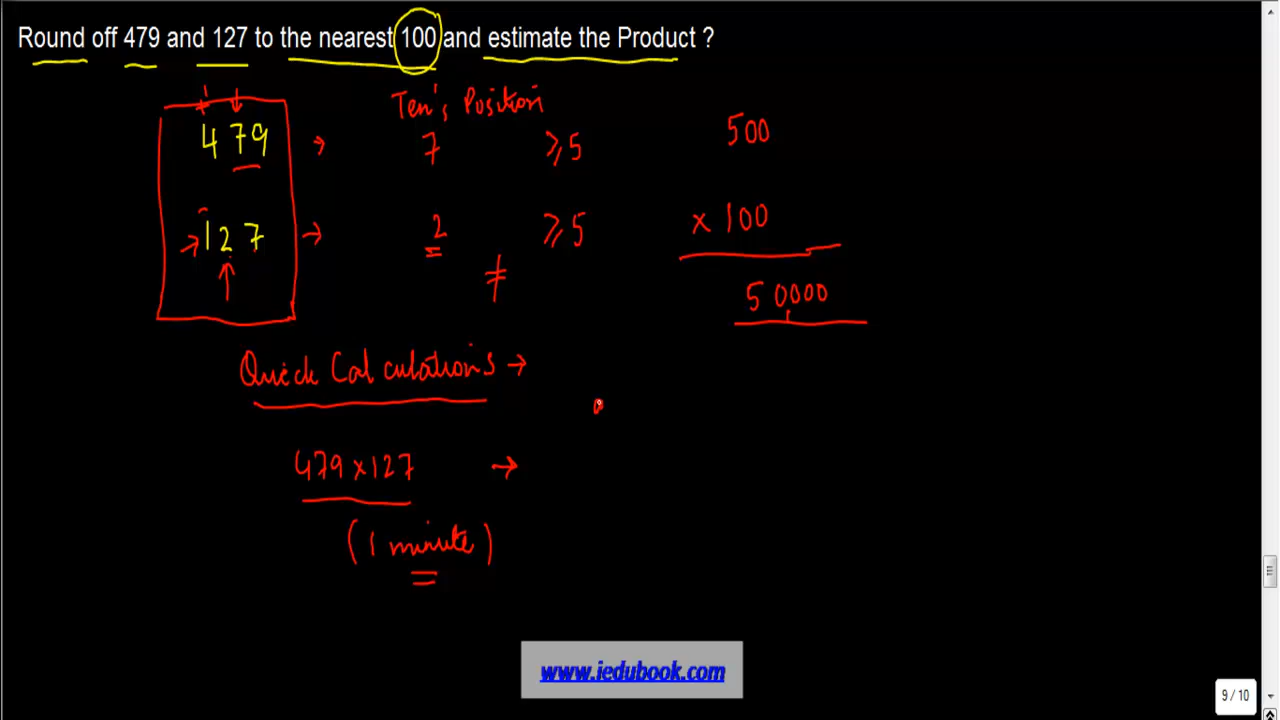 Round off 479 and 127 to the nearest 100 and estimate the Product ?
Ten's Position
479 → 7 ⩾5 500
→127 → 2 ⩾5 × 100
≠
50000
Quick Calculations →
479×127 →
(1 minute)
www.iedubook.com
9 / 10